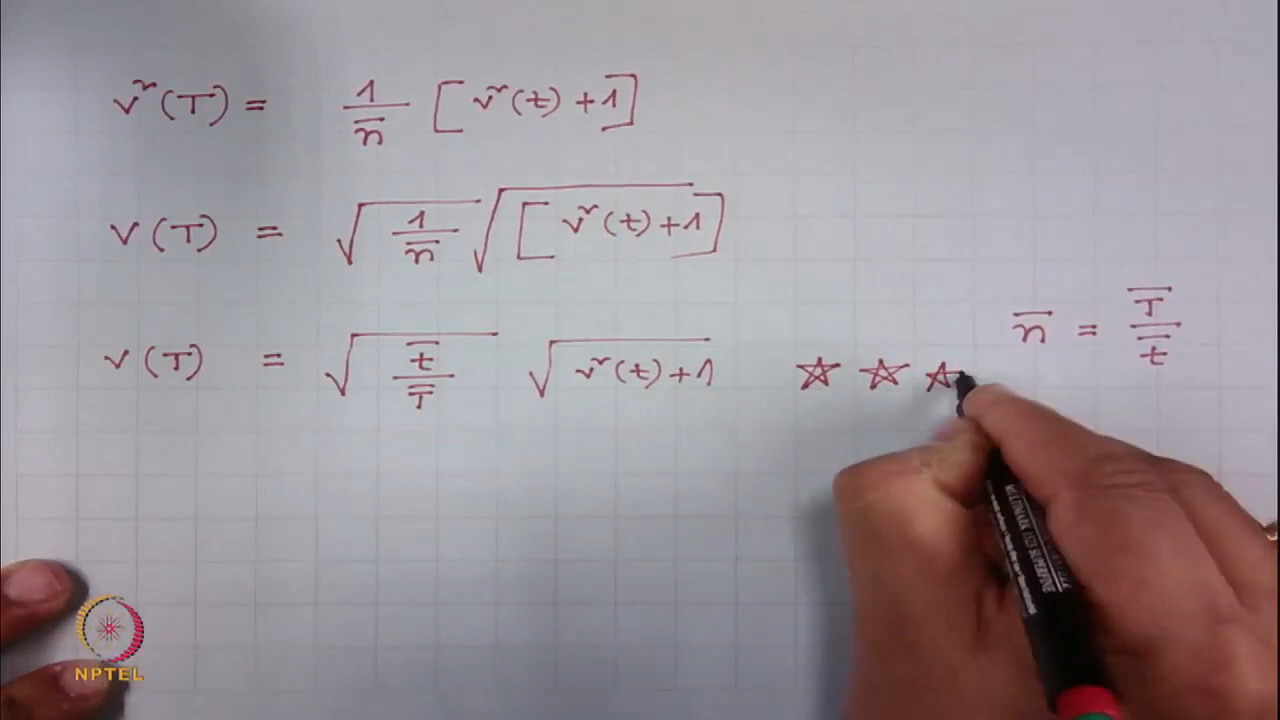 v²(T) = 1/n̅ [v²(t) + 1]
v(T) = √(1/n̅) √([v²(t) + 1])
n̅ = T̅/t̅
v(T) = √(t̅/T̅) √(v²(t) + 1) ☆ ☆ ☆
NPTEL